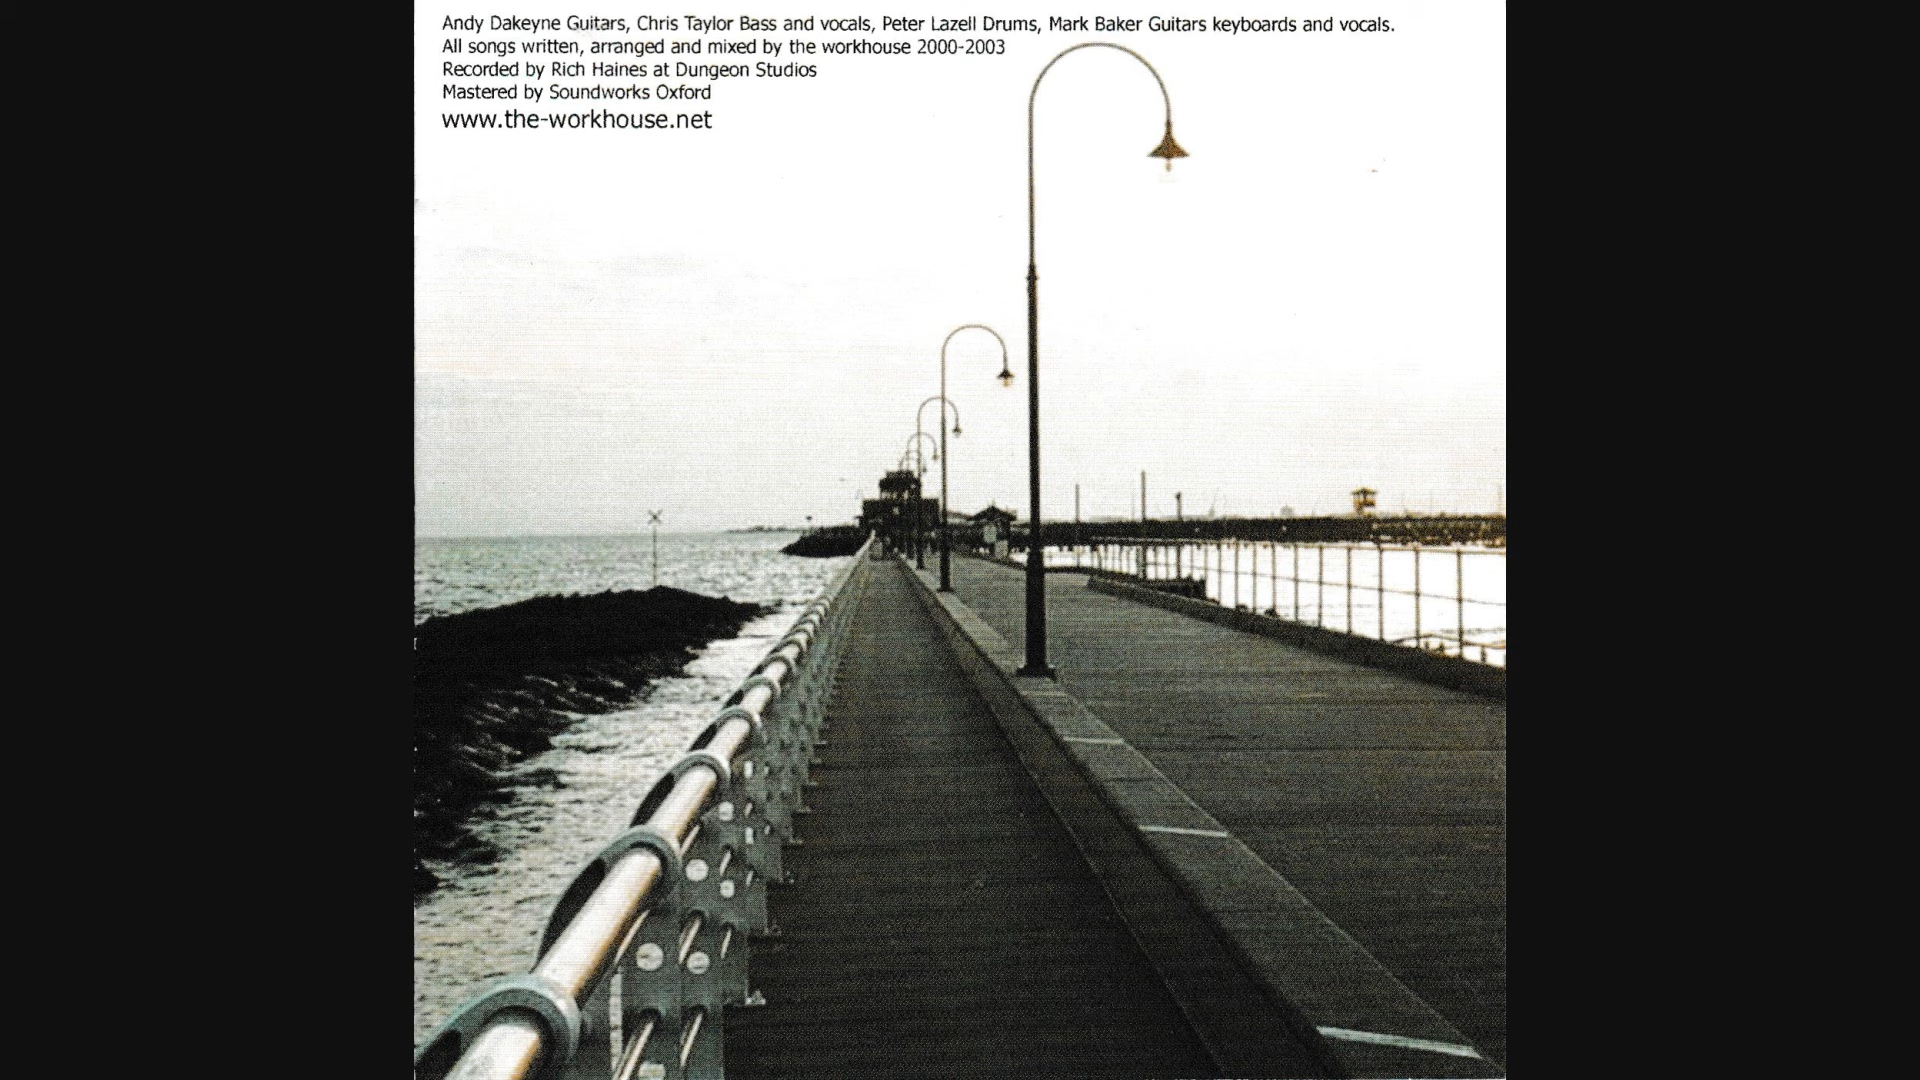 Andy Dakeyne Guitars, Chris Taylor Bass and vocals, Peter Lazell Drums, Mark Baker Guitars keyboards and vocals.
All songs written, arranged and mixed by the workhouse 2000-2003
Recorded by Rich Haines at Dungeon Studios
Mastered by Soundworks Oxford
www.the-workhouse.net